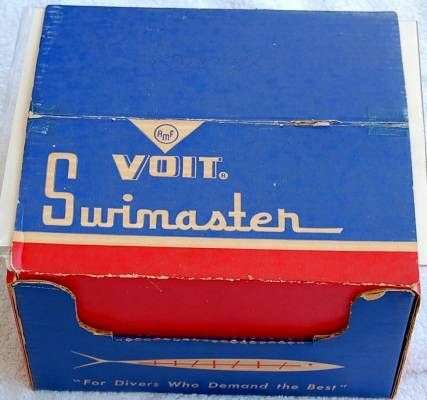 AMF
VOIT®
Swimaster
"For Divers Who Demand the Best"